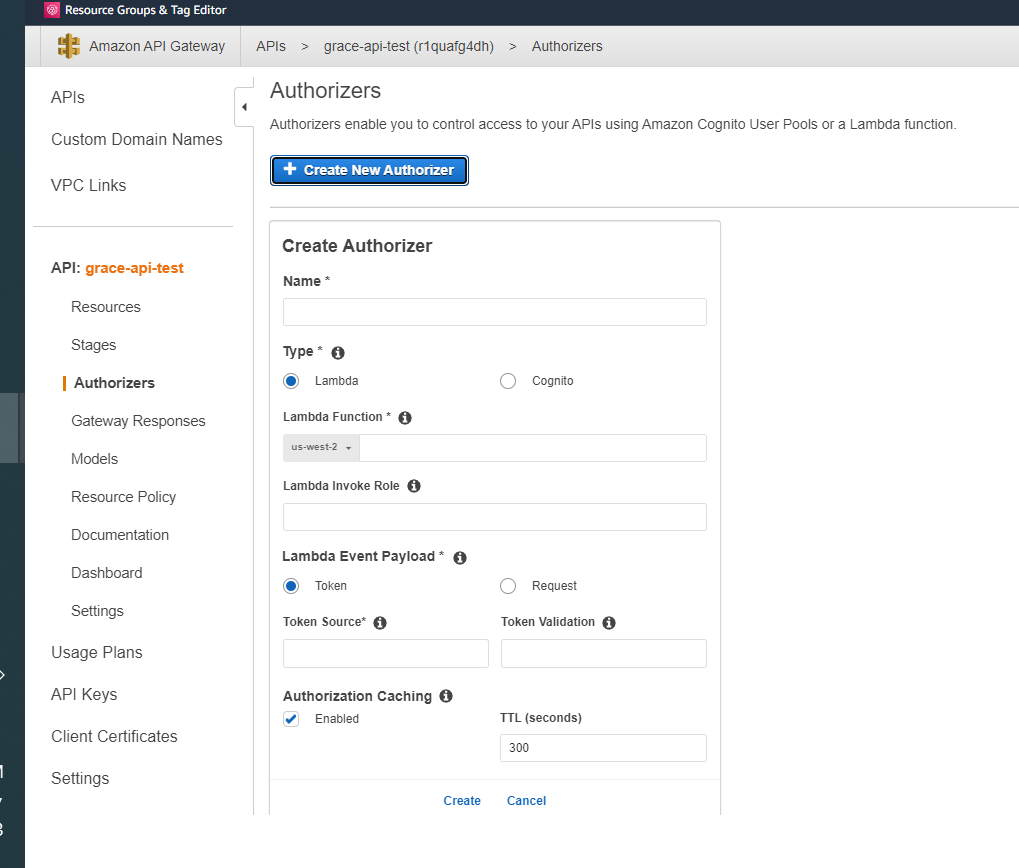 Resource Groups & Tag Editor
Amazon API Gateway APIs > grace-api-test (r1quafg4dh) > Authorizers
APIs
Custom Domain Names
VPC Links
API: grace-api-test
Resources
Stages
Authorizers
Gateway Responses
Models
Resource Policy
Documentation
Dashboard
Settings
Usage Plans
API Keys
Client Certificates
Settings
Authorizers
Authorizers enable you to control access to your APIs using Amazon Cognito User Pools or a Lambda function.
+ Create New Authorizer
Create Authorizer
Name *
Type *
Lambda Cognito
Lambda Function *
us-west-2
Lambda Invoke Role
Lambda Event Payload *
Token Request
Token Source* Token Validation
Authorization Caching
Enabled TTL (seconds)
300
Create Cancel